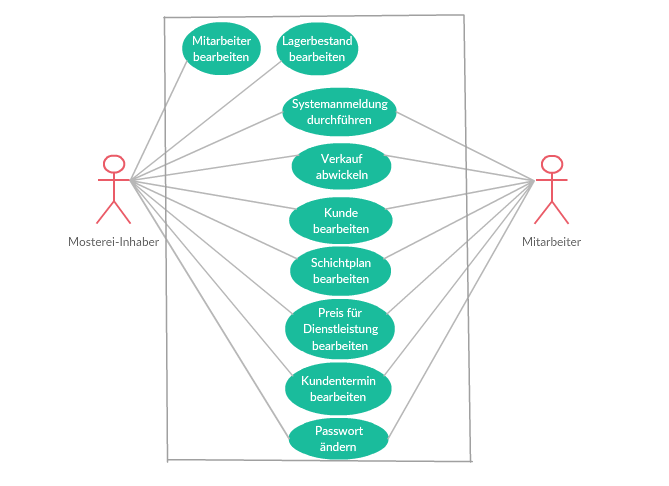 Mitarbeiter
bearbeiten
Lagerbestand
bearbeiten
Systemanmeldung
durchführen
Verkauf
abwickeln
Kunde
bearbeiten
Mosterei-Inhaber
Mitarbeiter
Schichtplan
bearbeiten
Preis für
Dienstleistung
bearbeiten
Kundentermin
bearbeiten
Passwort
ändern